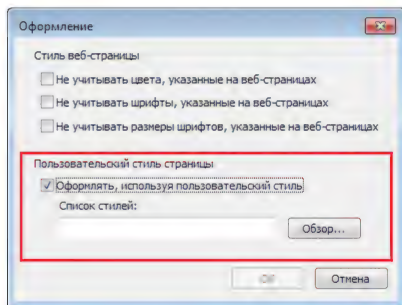 Оформление
Стиль веб-страницы
Не учитывать цвета, указанные на веб-страницах
Не учитывать шрифты, указанные на веб-страницах
Не учитывать размеры шрифтов, указанные на веб-страницах
Пользовательский стиль страницы
Оформлять, используя пользовательский стиль
Список стилей:
Обзор...
ОК
Отмена